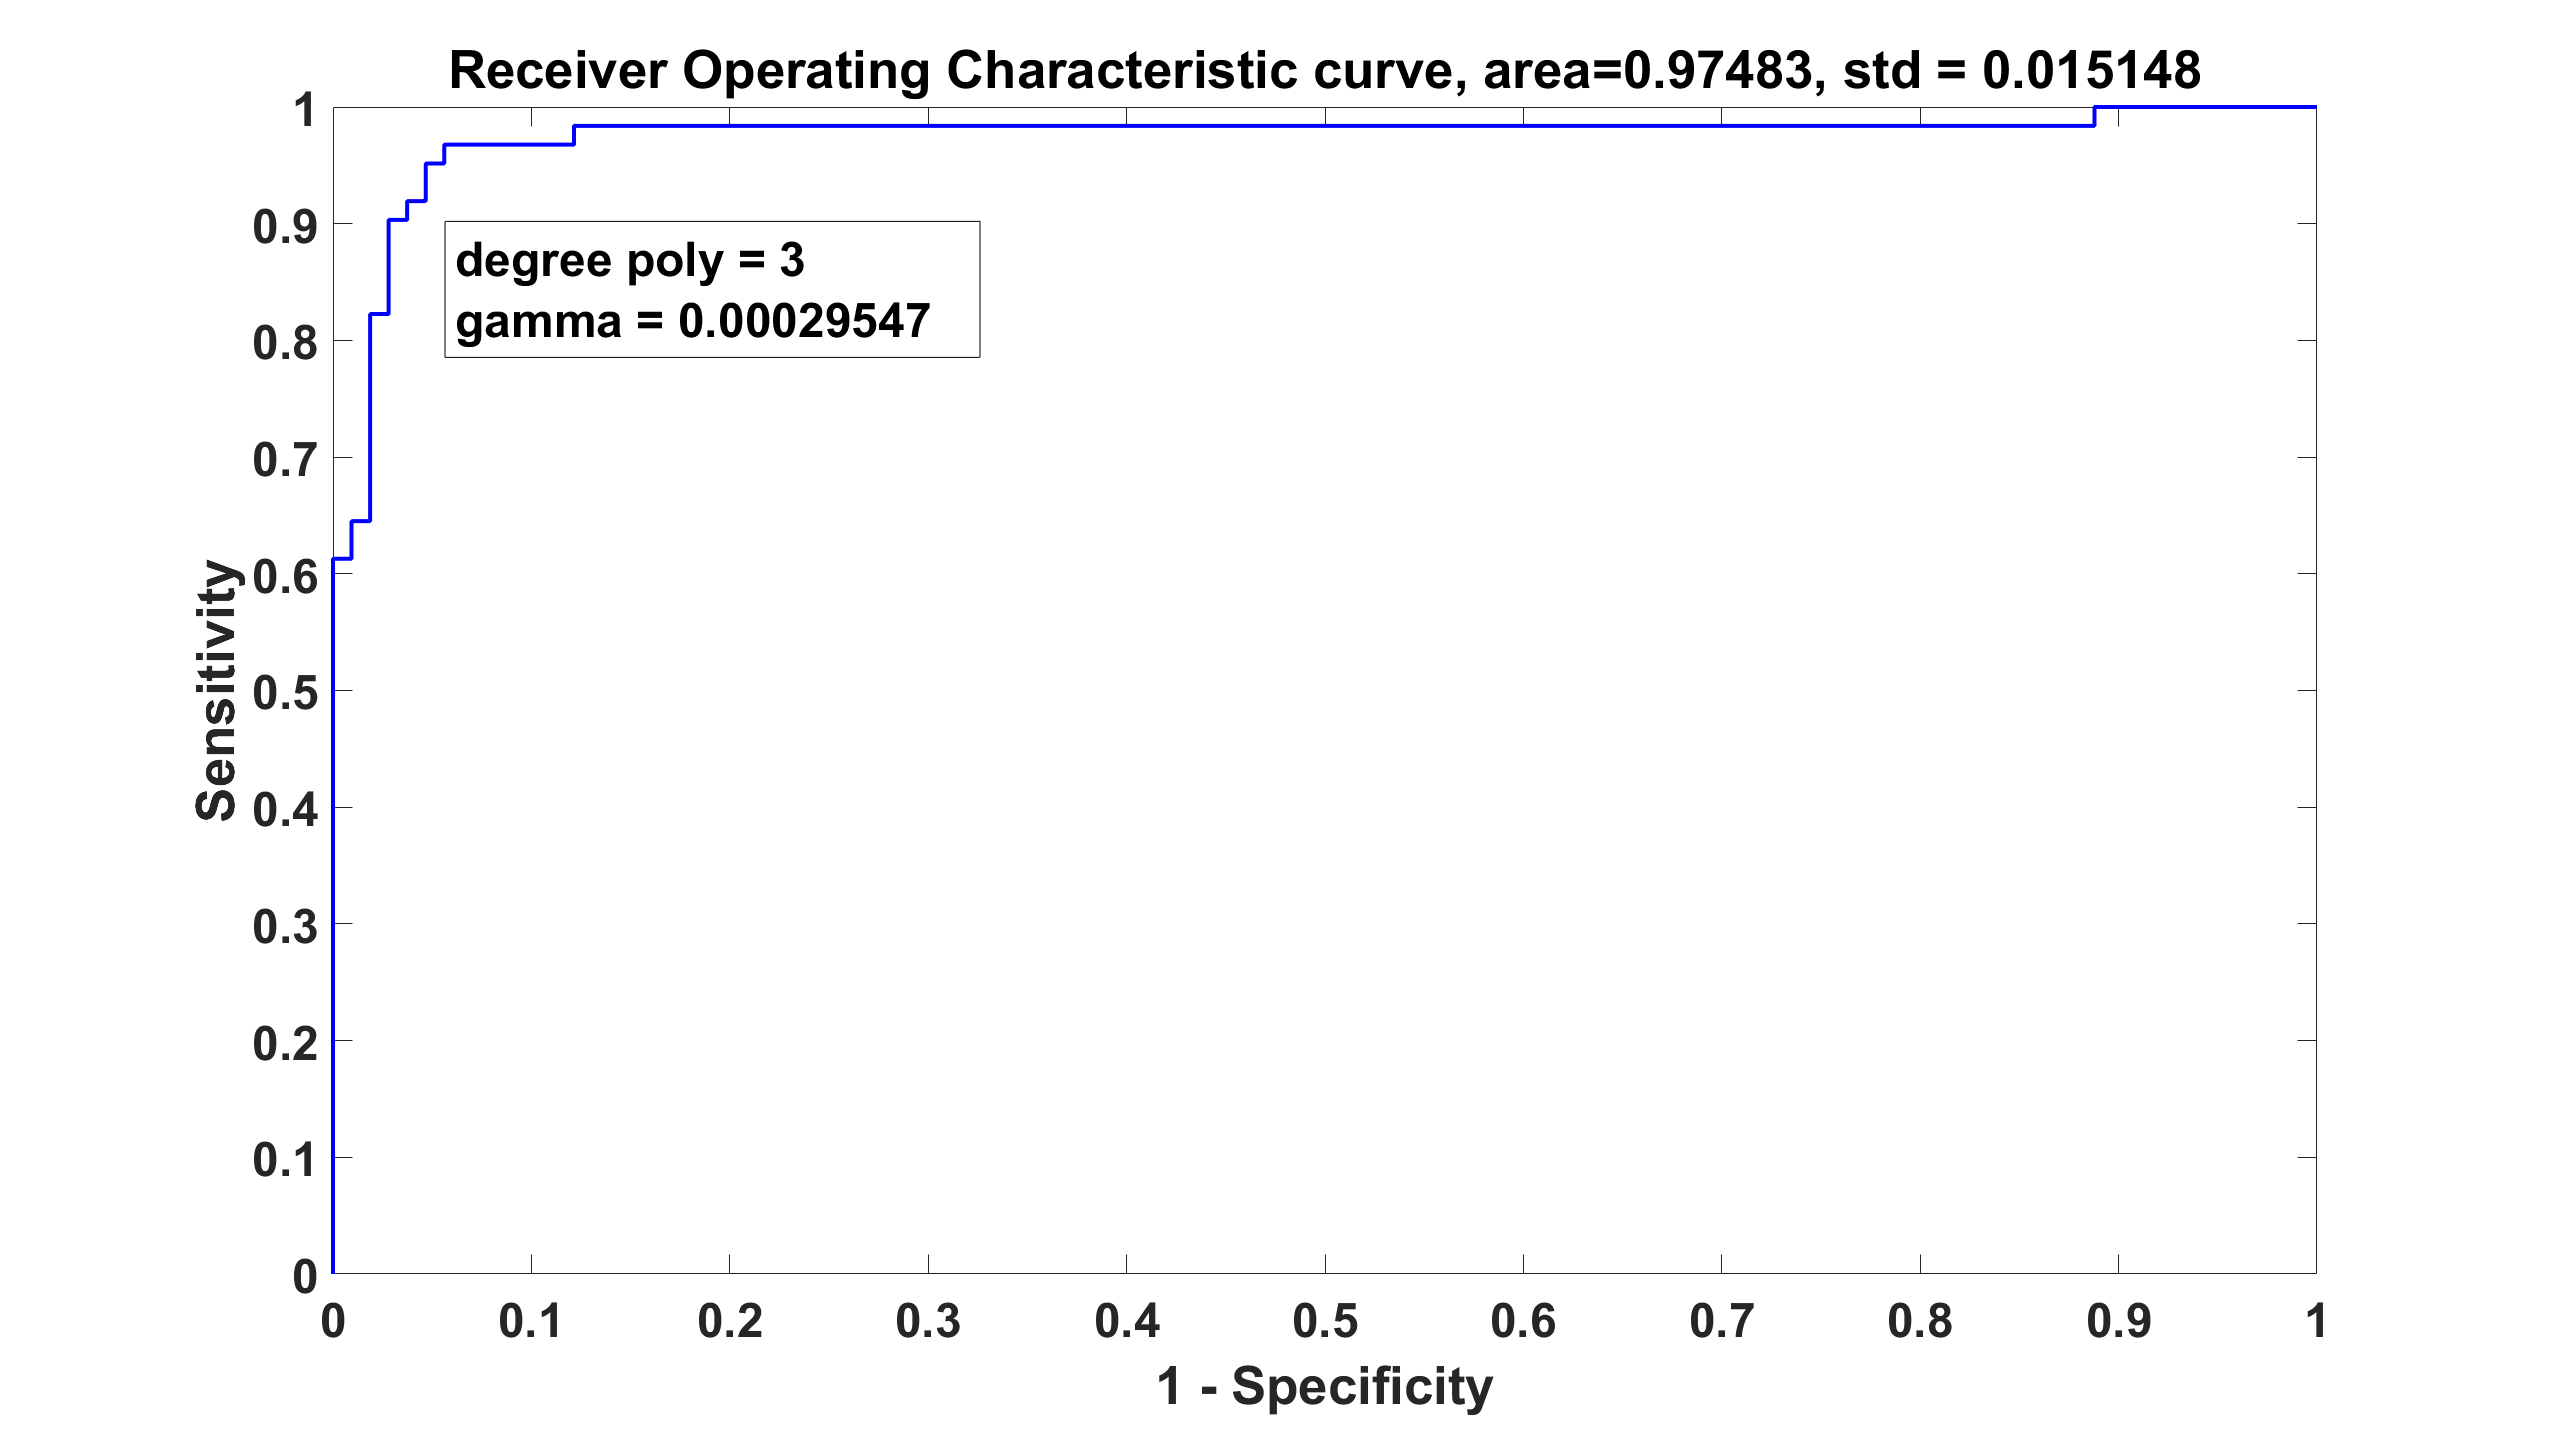 Receiver Operating Characteristic curve, area=0.97483, std = 0.015148
1
0.9
0.8
0.7
0.6
0.5
0.4
0.3
0.2
0.1
0
Sensitivity
degree poly = 3
gamma = 0.00029547
0 0.1 0.2 0.3 0.4 0.5 0.6 0.7 0.8 0.9 1
1 - Specificity